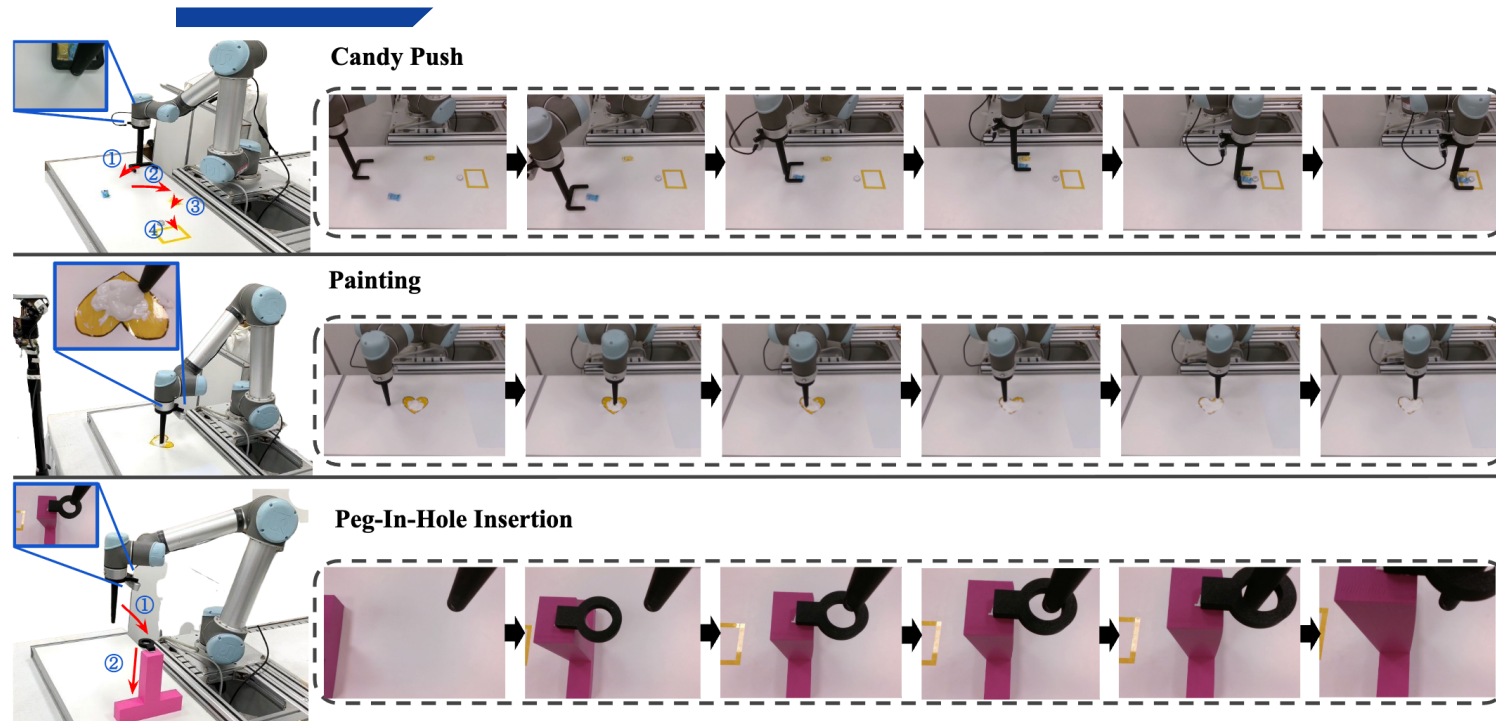 Candy Push
①
②
③
④
Painting
Peg-In-Hole Insertion
①
②